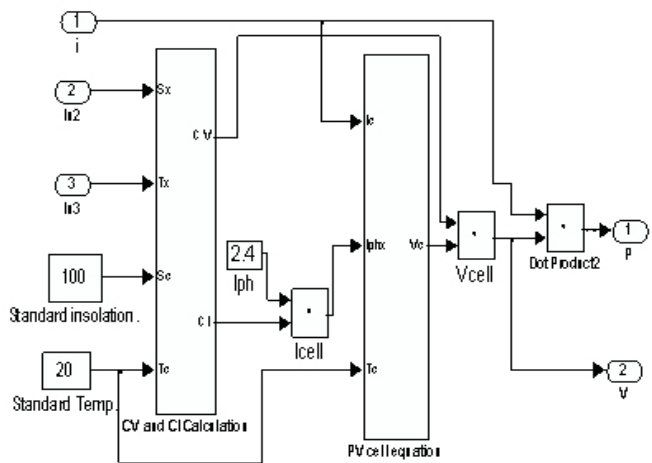 1
i
2
In2
3
In3
100
Standard insolation.
20
Standard Temp.
Sx
Tx
Sc
Tc
CV
CI
CV and CI Calculation
2.4
Iph
Icell
Ic
Iphx
Tc
Vc
PV cell equation
Vcell
Dot Product2
1
P
2
V